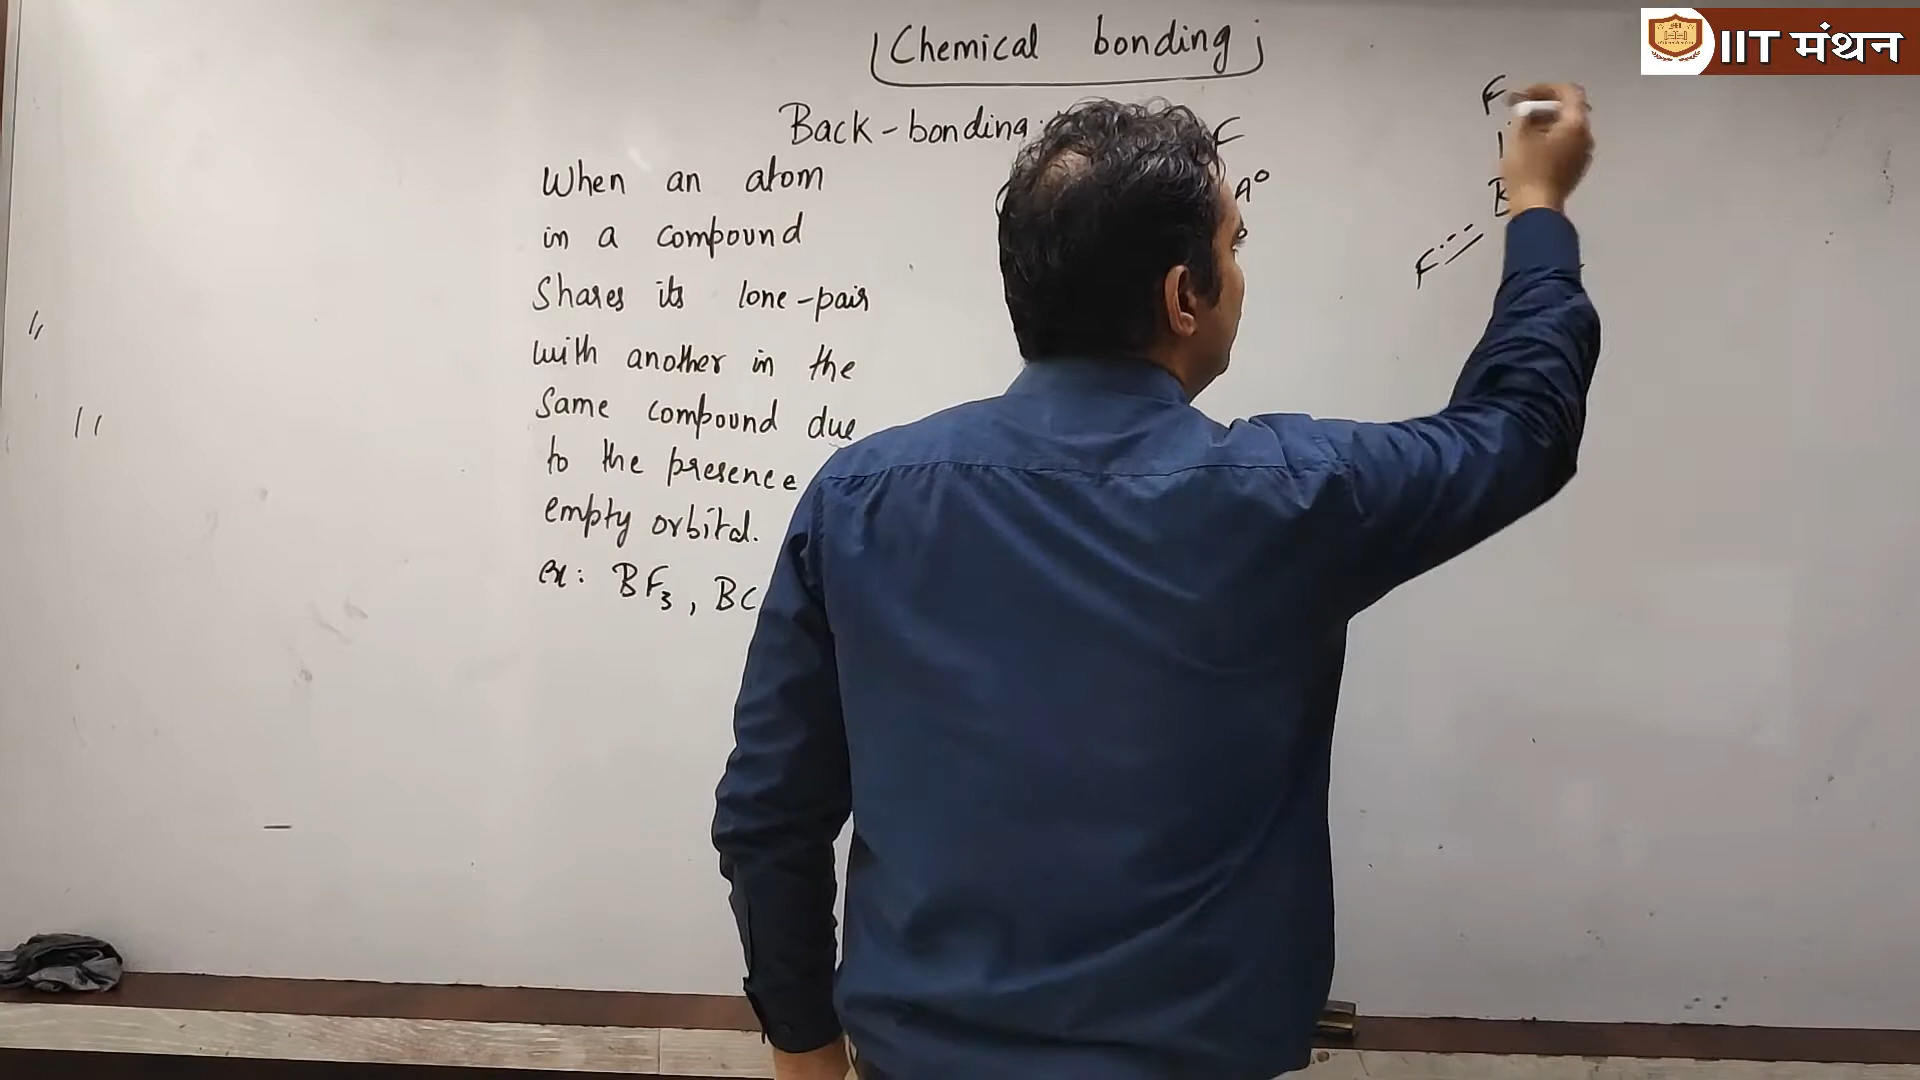 Chemical bonding
IIT मंथन
Back-bonding
When an atom
in a compound
Shares its lone-pair
with another in the
Same compound due
to the presence
empty orbital.
ex: BF₃, BC
F
A°
F
B
F